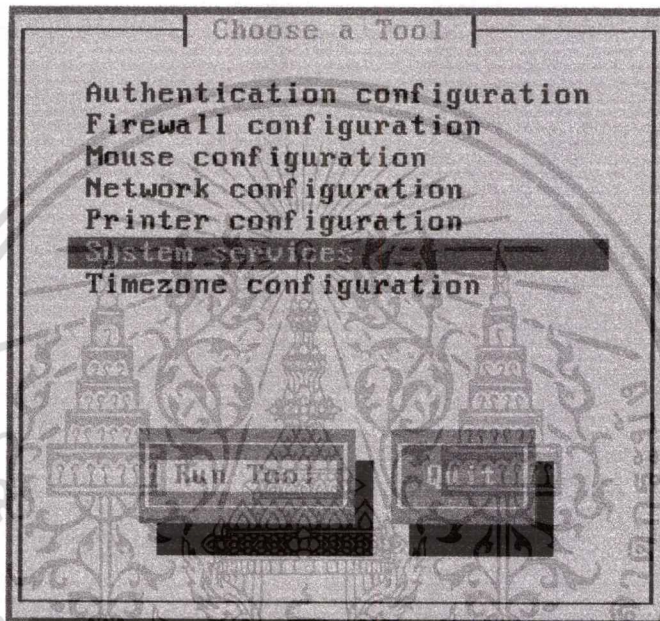 Choose a Tool
Authentication configuration
Firewall configuration
Mouse configuration
Network configuration
Printer configuration
System services
Timezone configuration
Run Tool
Quit